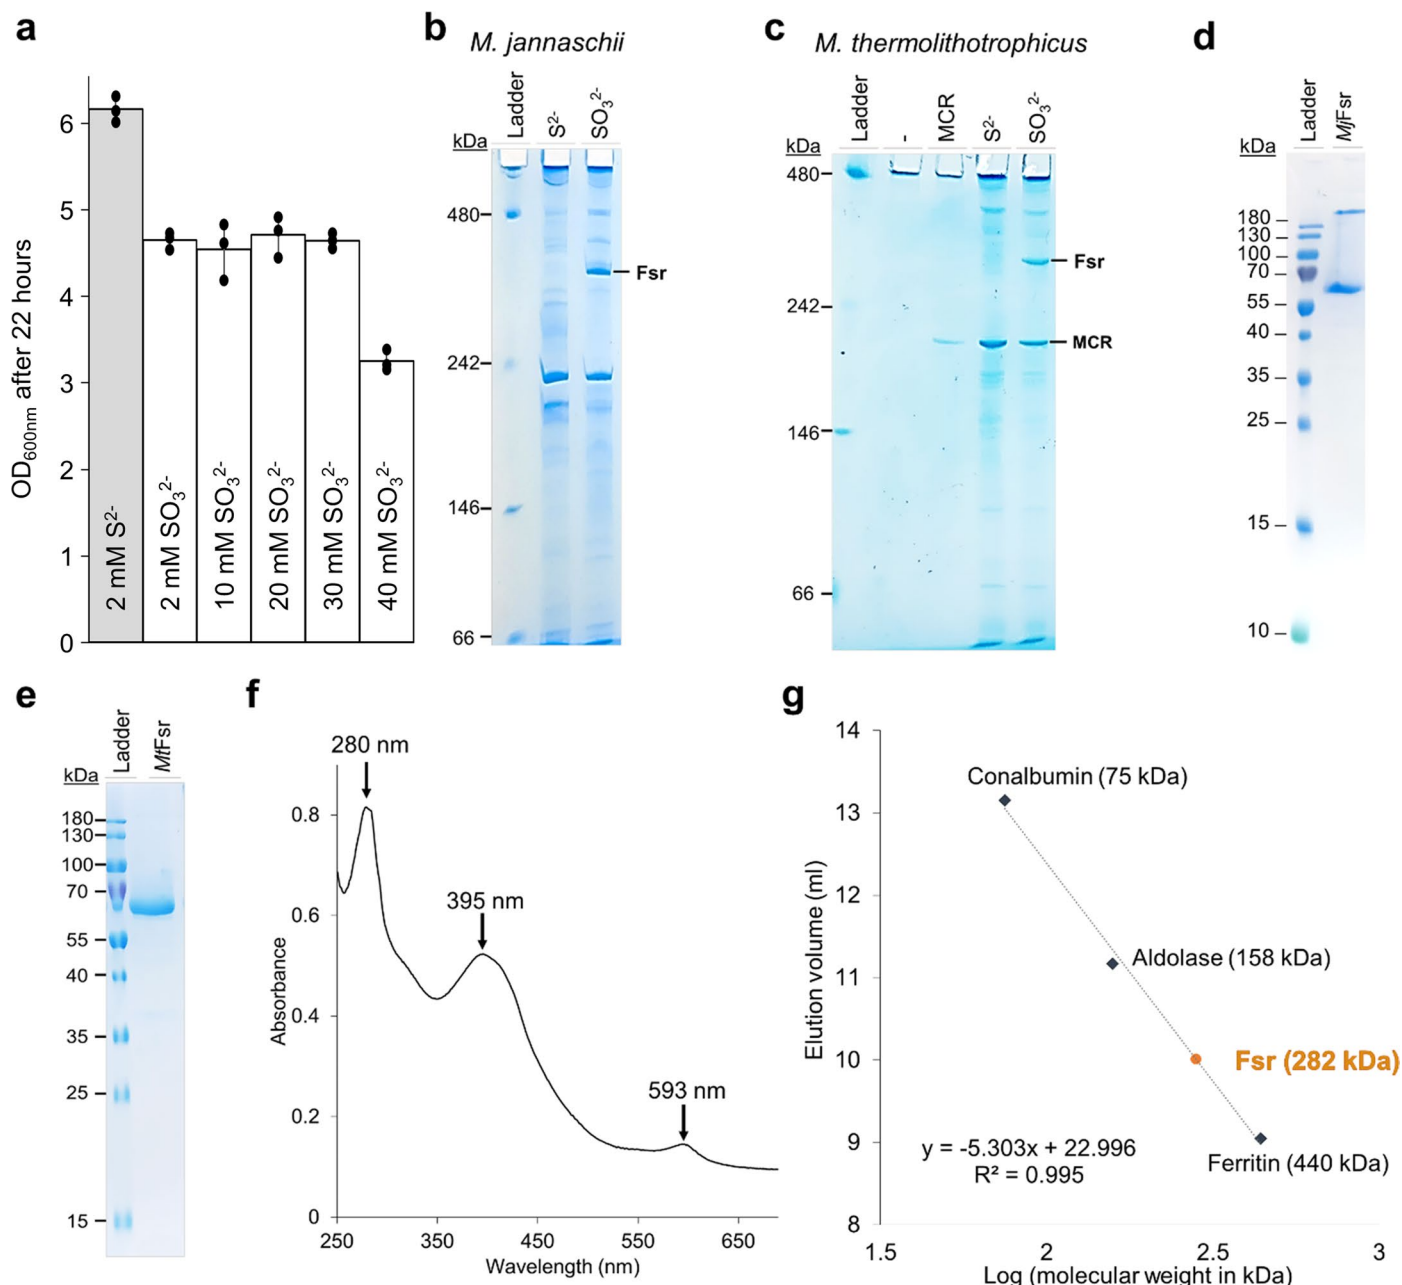 a
OD600nm after 22 hours
6
5
4
3
2
1
0
2 mM S2-
2 mM SO32-
10 mM SO32-
20 mM SO32-
30 mM SO32-
40 mM SO32-
b
M. jannaschii
kDa
Ladder
S2-
SO32-
480
242
146
66
Fsr
c
M. thermolithotrophicus
kDa
Ladder
-
MCR
S2-
SO32-
480
242
146
66
Fsr
MCR
d
kDa
Ladder
MjFsr
180
130
100
70
55
40
35
25
15
10
e
kDa
Ladder
MtFsr
180
130
100
70
55
40
35
25
15
f
280 nm
395 nm
593 nm
Absorbance
0.8
0.6
0.4
0.2
0
250
350
450
550
650
Wavelength (nm)
g
Elution volume (ml)
14
13
12
11
10
9
8
Conalbumin (75 kDa)
Aldolase (158 kDa)
Fsr (282 kDa)
Ferritin (440 kDa)
y = -5.303x + 22.996
R² = 0.995
1.5
2
2.5
3
Log (molecular weight in kDa)